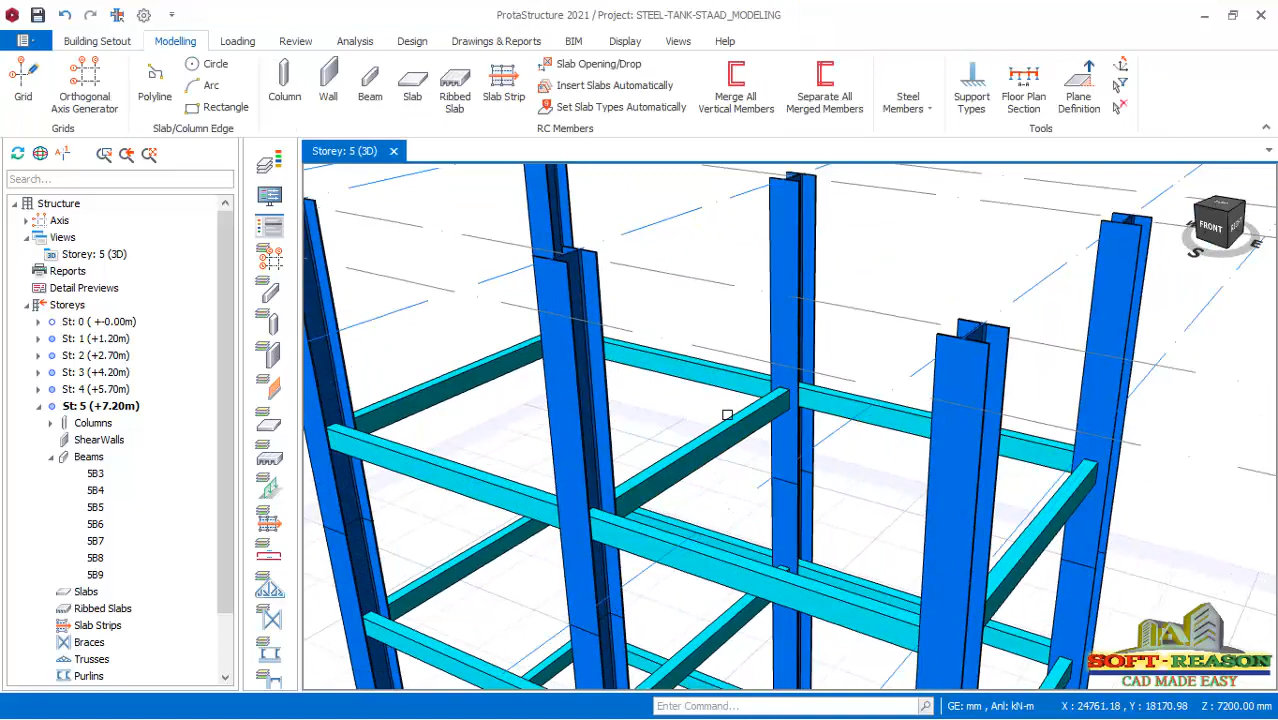 ProtaStructure 2021 / Project: STEEL-TANK-STAAD_MODELING
Building Setout
Modelling
Loading
Review
Analysis
Design
Drawings & Reports
BIM
Display
Views
Help
Grid
Orthogonal
Axis Generator
Grids
Polyline
Circle
Arc
Rectangle
Slab/Column Edge
Column
Wall
Beam
Slab
Ribbed
Slab
Slab Strip
Slab Opening/Drop
Insert Slabs Automatically
Set Slab Types Automatically
Merge All
Vertical Members
Separate All
Merged Members
RC Members
Steel
Members
Support
Types
Floor Plan
Section
Plane
Definition
Tools
Search...
Structure
Axis
Views
3D Storey: 5 (3D)
Reports
Detail Previews
Storeys
St: 0 ( +-0.00m)
St: 1 (+1.20m)
St: 2 (+2.70m)
St: 3 (+4.20m)
St: 4 (+5.70m)
St: 5 (+7.20m)
Columns
ShearWalls
Beams
5B3
5B4
5B5
5B6
5B7
5B8
5B9
Slabs
Ribbed Slabs
Slab Strips
Braces
Trusses
Purlins
Storey: 5 (3D)
FRONT
RIGHT
S
E
SOFT-REASON
CAD MADE EASY
Enter Command...
GE: mm , Anl: kN-m
X : 24761.18 , Y : 18170.98
Z : 7200.00 mm